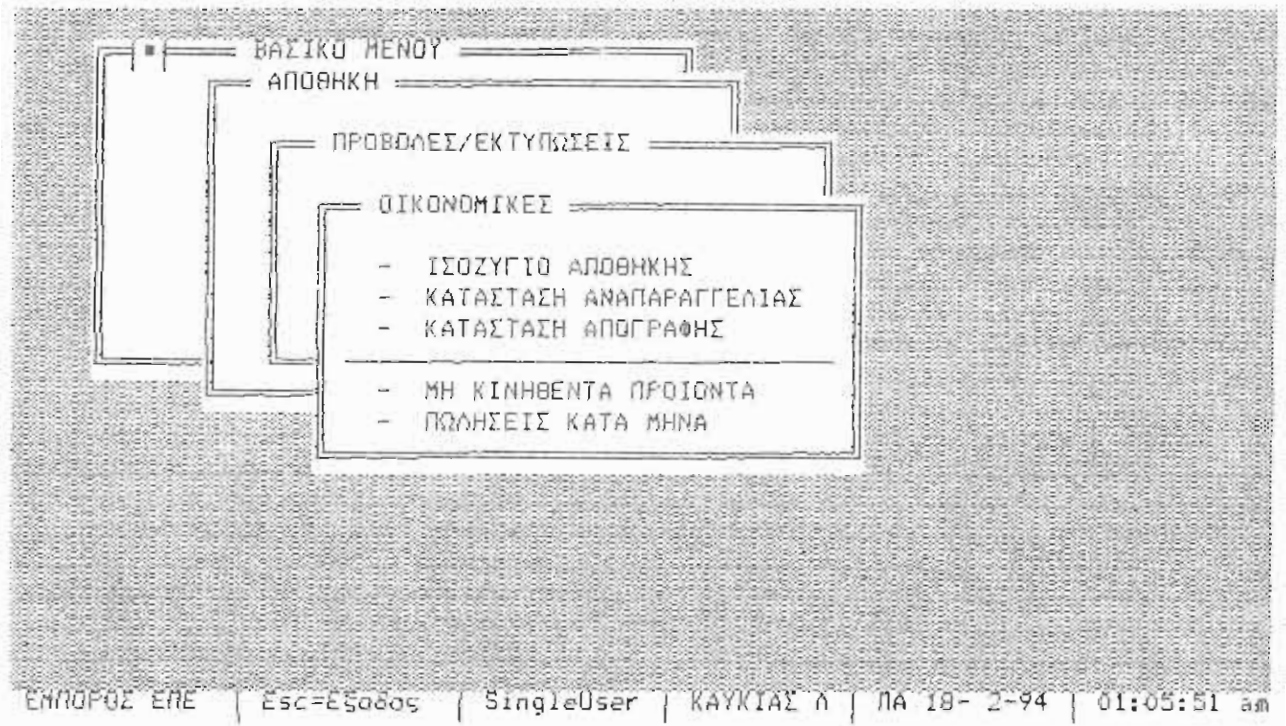 ΒΑΣΙΚΟ ΜΕΝΟΥ
ΑΠΟΘΗΚΗ
ΠΡΟΒΟΛΕΣ/ΕΚΤΥΠΩΣΕΙΣ
ΟΙΚΟΝΟΜΙΚΕΣ
- ΙΣΟΖΥΓΙΟ ΑΠΟΘΗΚΗΣ
- ΚΑΤΑΣΤΑΣΗ ΑΝΑΠΑΡΑΓΓΕΛΙΑΣ
- ΚΑΤΑΣΤΑΣΗ ΑΠΟΓΡΑΦΗΣ
- ΜΗ ΚΙΝΗΘΕΝΤΑ ΠΡΟΙΟΝΤΑ
- ΠΩΛΗΣΕΙΣ ΚΑΤΑ ΜΗΝΑ
ΕΜΠΟΡΟΣ ΕΠΕ | Esc=Εξοδος | SingleUser | ΚΑΥΚΙΑΣ Λ | ΠΑ 18- 2-94 | 01:05:51 am